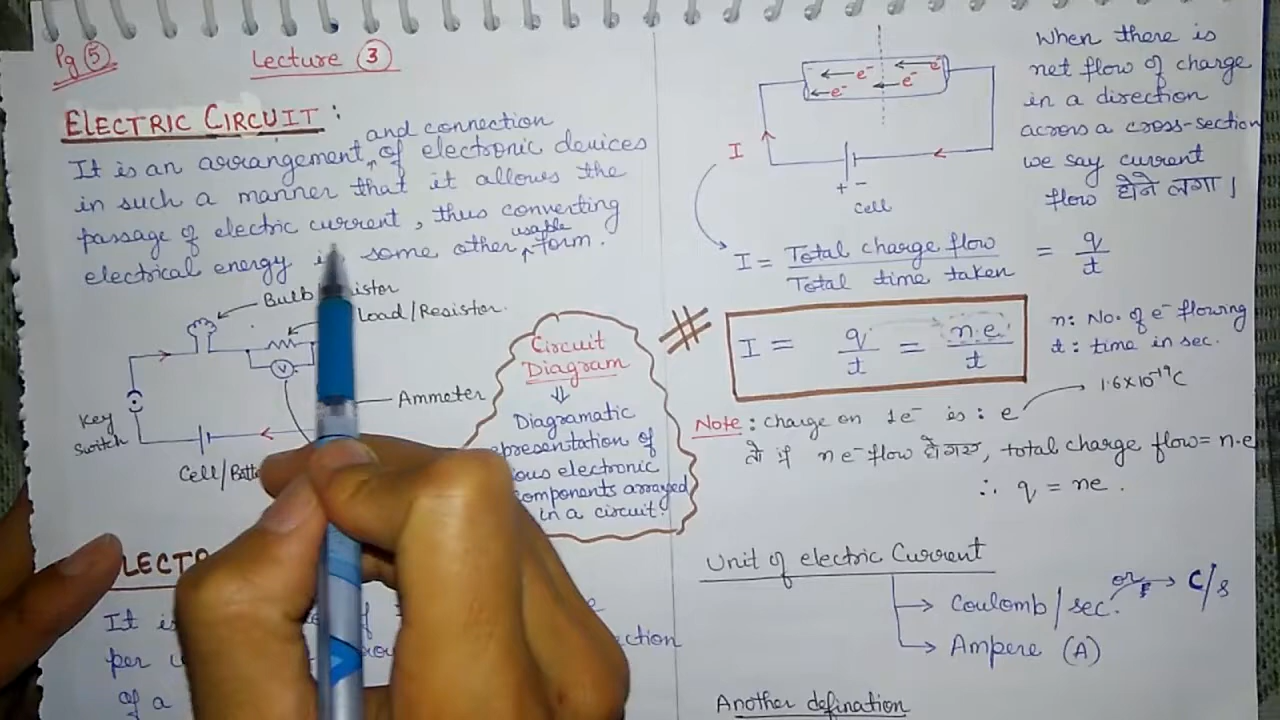 Pg 5
Lecture 3
ELECTRIC CIRCUIT :
and connection
It is an arrangement of electronic devices
in such a manner that it allows the
passage of electric current, thus converting
usable
electrical energy some other form.
Bulb
Load/Resistor.
V
Ammeter
Key
Switch
Cell/
Circuit
Diagram
⇓
Diagramatic
representation of
electronic
components arranged
in a circuit.
It is
per
of a
e⁻ e⁻
e⁻ e⁻
I
+ -
Cell
When there is
net flow of charge
in a direction
across a cross-section
we say current
flow होने लगा।
I = Total charge flow / Total time taken = q/t
I = q/t = n.e/t
n: No. of e⁻ flowing
t: time in sec.
1.6×10⁻¹⁹C
Note : charge on 1e⁻ is : e
तो if n e⁻ flow हो गए, total charge flow = n.e
∴ q = ne.
Unit of electric Current
→ Coulomb/sec. or → C/s
→ Ampere (A)
Another defination